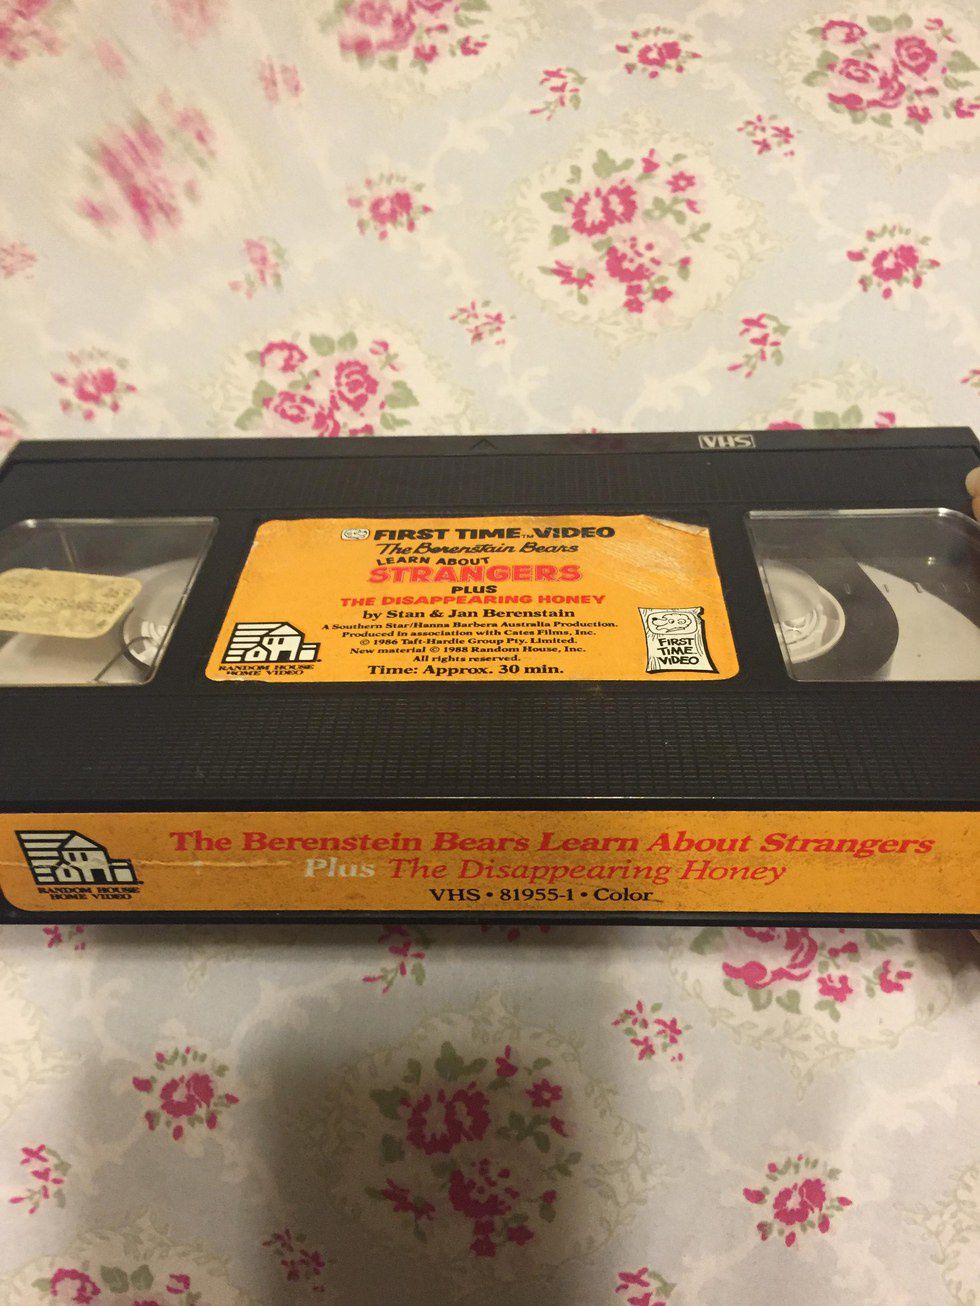 VHS
FIRST TIME™ VIDEO
The Berenstain Bears
LEARN ABOUT
STRANGERS
PLUS
THE DISAPPEARING HONEY
by Stan & Jan Berenstain
A Southern Star/Hanna Barbera Australia Production.
Produced in association with Cates Films, Inc.
© 1986 Taft-Hardie Group Pty. Limited.
New material © 1988 Random House, Inc.
All rights reserved.
Time: Approx. 30 min.
RANDOM HOUSE
HOME VIDEO
FIRST
TIME
VIDEO
The Berenstein Bears Learn About Strangers
Plus The Disappearing Honey
VHS • 81955-1 • Color
RANDOM HOUSE
HOME VIDEO